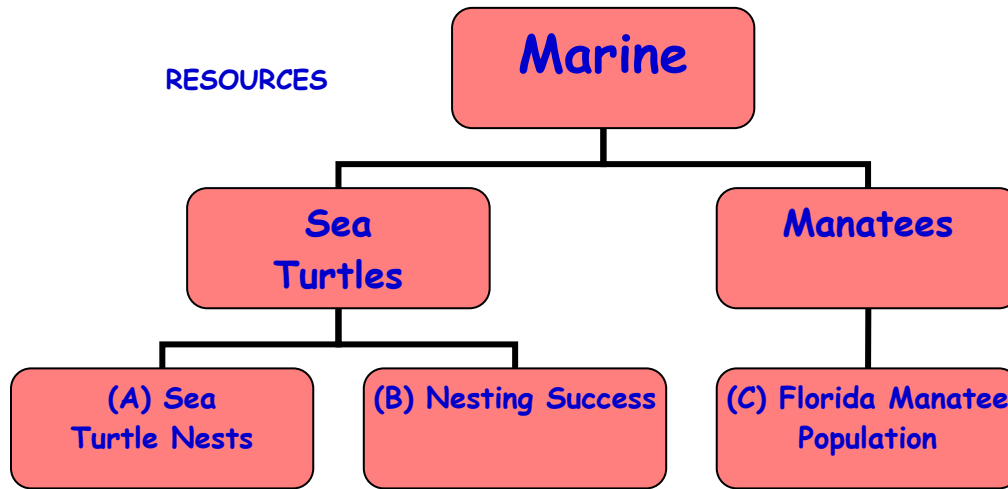 Marine
RESOURCES
Sea
Turtles
Manatees
(A) Sea
Turtle Nests
(B) Nesting Success
(C) Florida Manatee
Population